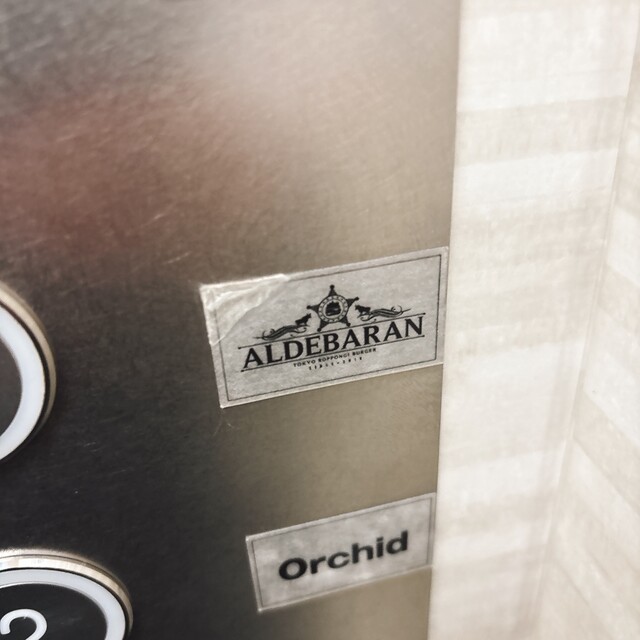 ALDEBARAN
TOKYO ROPPONGI BURGER
Orchid
2